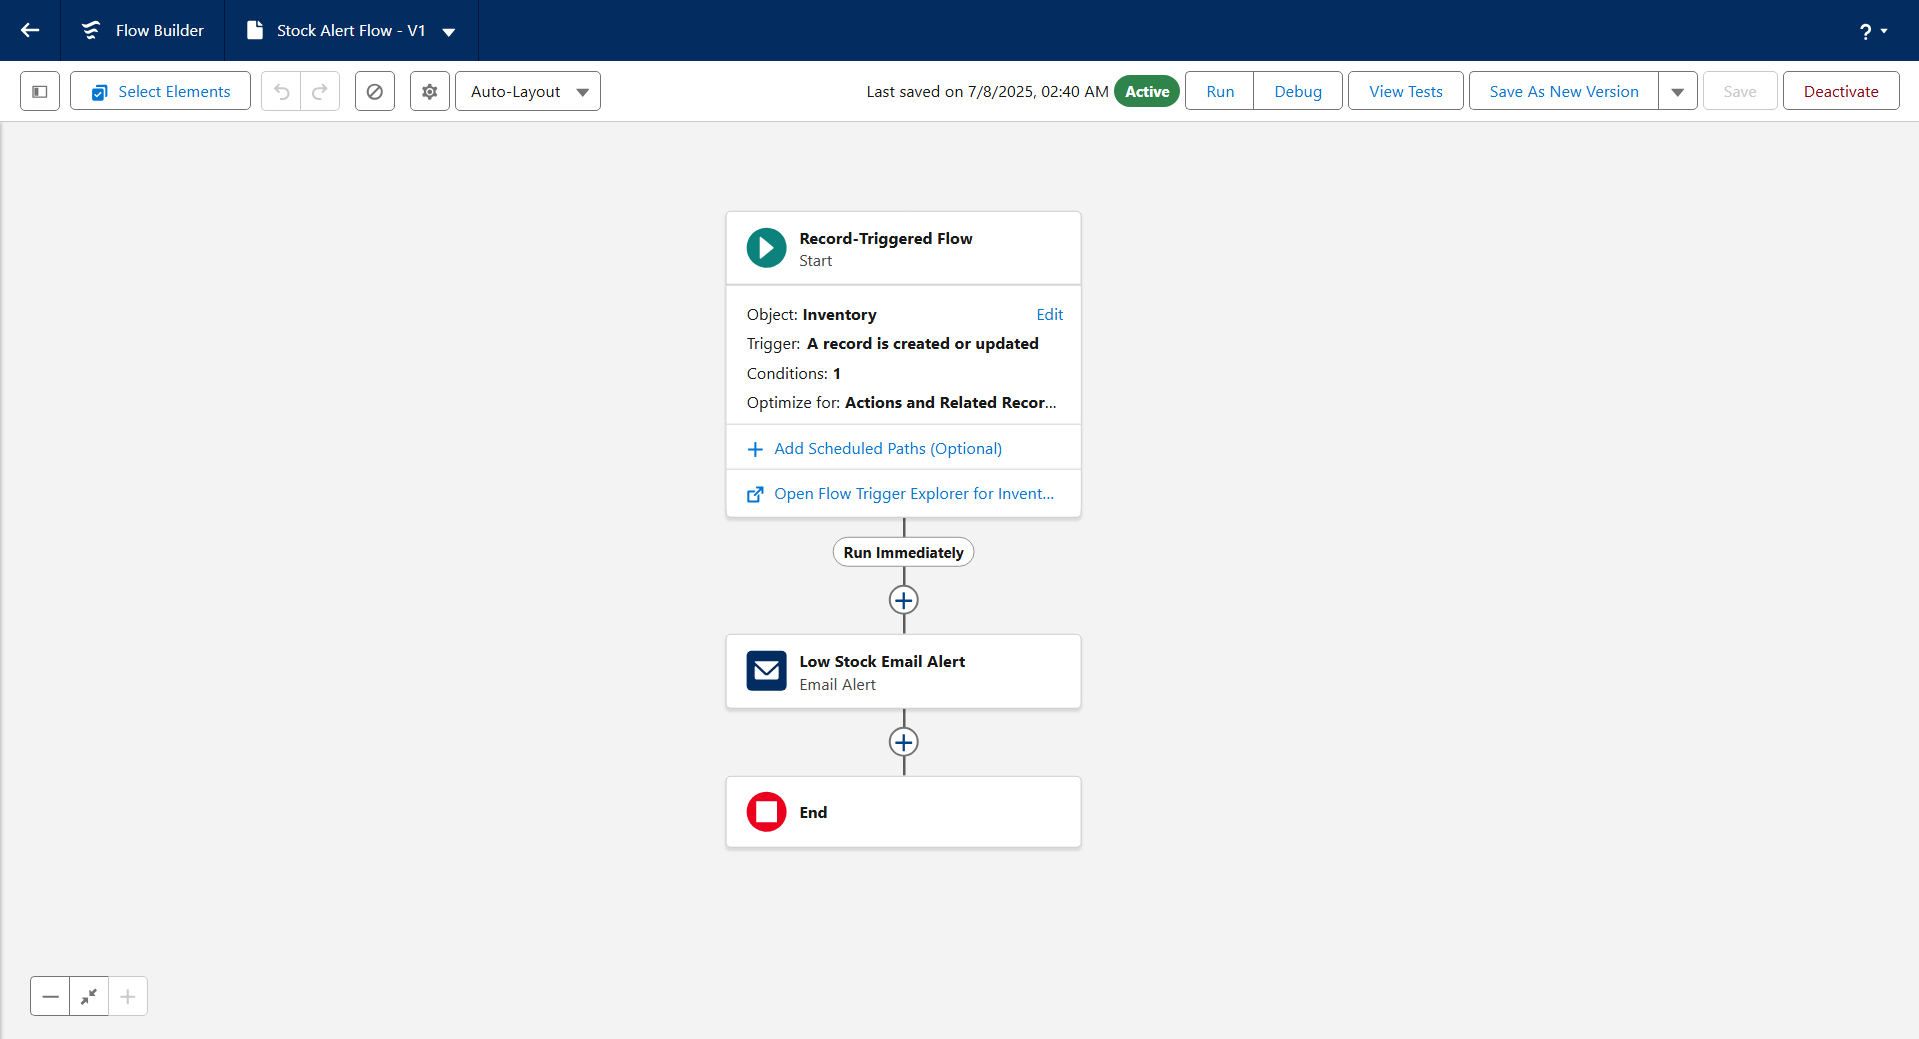 Flow Builder
Stock Alert Flow - V1
?
Select Elements
Auto-Layout
Last saved on 7/8/2025, 02:40 AM
Active
Run
Debug
View Tests
Save As New Version
Save
Deactivate
Record-Triggered Flow
Start
Object: Inventory
Edit
Trigger: A record is created or updated
Conditions: 1
Optimize for: Actions and Related Recor...
Add Scheduled Paths (Optional)
Open Flow Trigger Explorer for Invent...
Run Immediately
Low Stock Email Alert
Email Alert
End